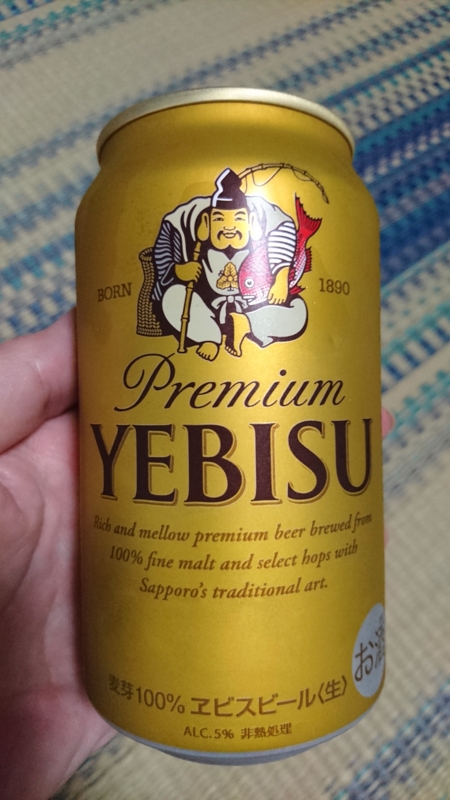 BORN 1890
Premium
YEBISU
Rich and mellow premium beer brewed from
100% fine malt and select hops with
Sapporo's traditional art.
お酒
麦芽100% ヱビスビール〈生〉
ALC.5% 非熱処理